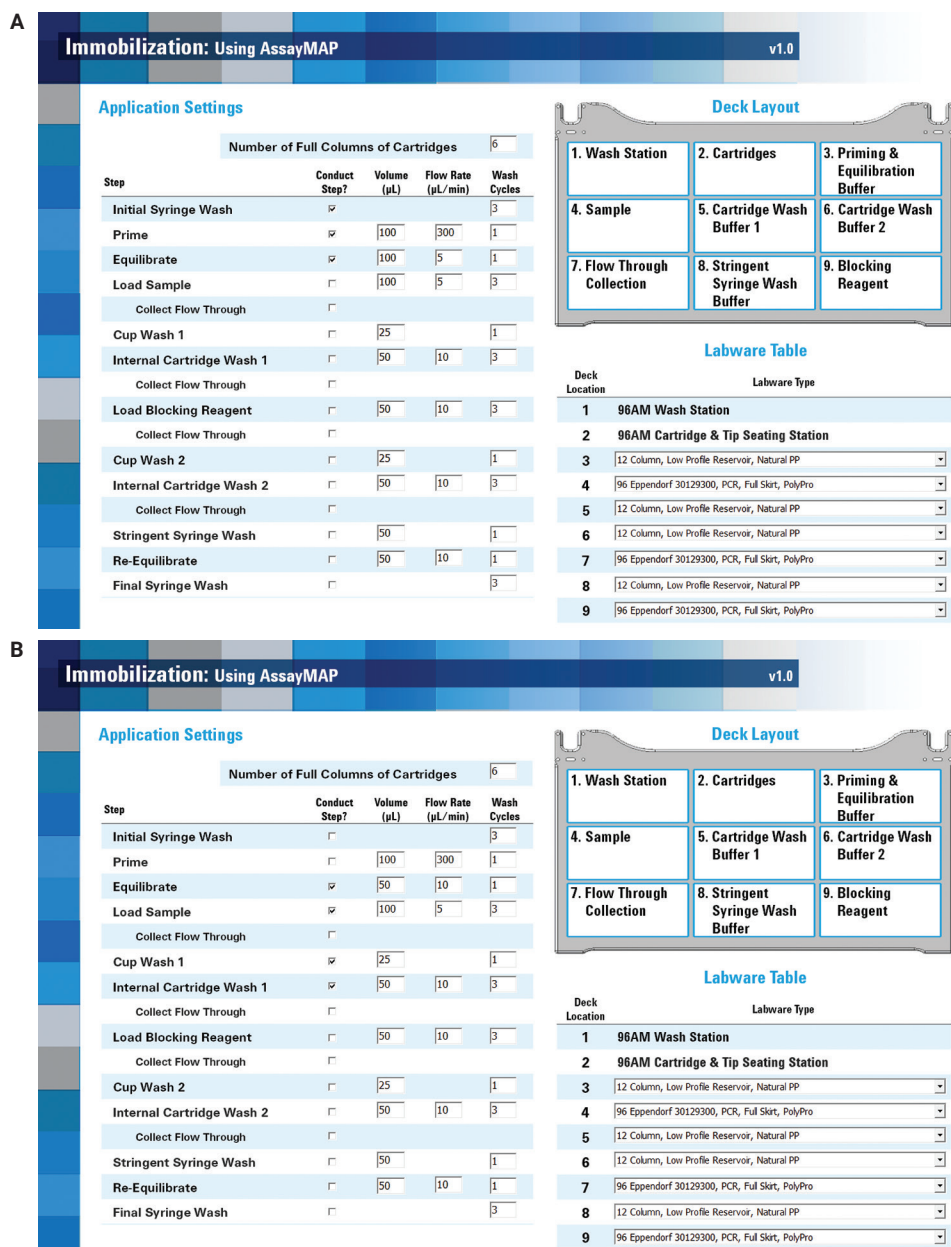 A
Immobilization: Using AssayMAP v1.0
Application Settings
Number of Full Columns of Cartridges 6
Step Conduct Step? Volume (µL) Flow Rate (µL/min) Wash Cycles
Initial Syringe Wash 3
Prime 100 300 1
Equilibrate 100 5 1
Load Sample 100 5 3
Collect Flow Through
Cup Wash 1 25 1
Internal Cartridge Wash 1 50 10 3
Collect Flow Through
Load Blocking Reagent 50 10 3
Collect Flow Through
Cup Wash 2 25 1
Internal Cartridge Wash 2 50 10 3
Collect Flow Through
Stringent Syringe Wash 50 1
Re-Equilibrate 50 10 1
Final Syringe Wash 3
Deck Layout
1. Wash Station
2. Cartridges
3. Priming &
Equilibration
Buffer
4. Sample
5. Cartridge Wash
Buffer 1
6. Cartridge Wash
Buffer 2
7. Flow Through
Collection
8. Stringent
Syringe Wash
Buffer
9. Blocking
Reagent
Labware Table
Deck Location Labware Type
1 96AM Wash Station
2 96AM Cartridge & Tip Seating Station
3 12 Column, Low Profile Reservoir, Natural PP
4 96 Eppendorf 30129300, PCR, Full Skirt, PolyPro
5 12 Column, Low Profile Reservoir, Natural PP
6 12 Column, Low Profile Reservoir, Natural PP
7 96 Eppendorf 30129300, PCR, Full Skirt, PolyPro
8 12 Column, Low Profile Reservoir, Natural PP
9 96 Eppendorf 30129300, PCR, Full Skirt, PolyPro
B
Immobilization: Using AssayMAP v1.0
Application Settings
Number of Full Columns of Cartridges 6
Step Conduct Step? Volume (µL) Flow Rate (µL/min) Wash Cycles
Initial Syringe Wash 3
Prime 100 300 1
Equilibrate 50 10 1
Load Sample 100 5 3
Collect Flow Through
Cup Wash 1 25 1
Internal Cartridge Wash 1 50 10 3
Collect Flow Through
Load Blocking Reagent 50 10 3
Collect Flow Through
Cup Wash 2 25 1
Internal Cartridge Wash 2 50 10 3
Collect Flow Through
Stringent Syringe Wash 50 1
Re-Equilibrate 50 10 1
Final Syringe Wash 3
Deck Layout
1. Wash Station
2. Cartridges
3. Priming &
Equilibration
Buffer
4. Sample
5. Cartridge Wash
Buffer 1
6. Cartridge Wash
Buffer 2
7. Flow Through
Collection
8. Stringent
Syringe Wash
Buffer
9. Blocking
Reagent
Labware Table
Deck Location Labware Type
1 96AM Wash Station
2 96AM Cartridge & Tip Seating Station
3 12 Column, Low Profile Reservoir, Natural PP
4 96 Eppendorf 30129300, PCR, Full Skirt, PolyPro
5 12 Column, Low Profile Reservoir, Natural PP
6 12 Column, Low Profile Reservoir, Natural PP
7 96 Eppendorf 30129300, PCR, Full Skirt, PolyPro
8 12 Column, Low Profile Reservoir, Natural PP
9 96 Eppendorf 30129300, PCR, Full Skirt, PolyPro